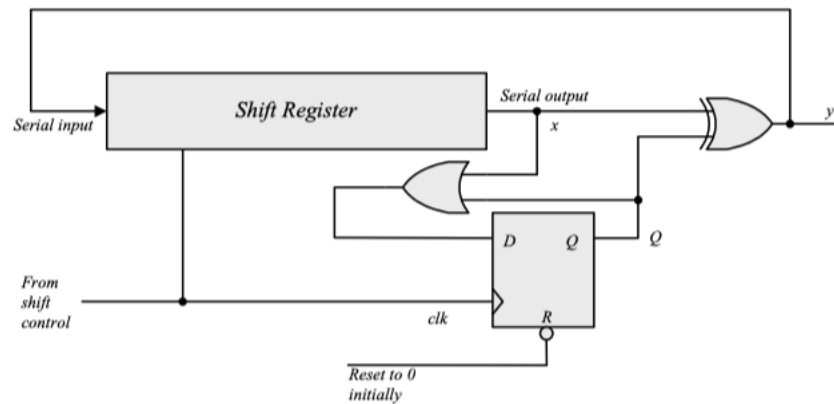 Shift Register
Serial output
Serial input
x
y
D
Q
Q
From
shift
control
clk
R
Reset to 0
initially